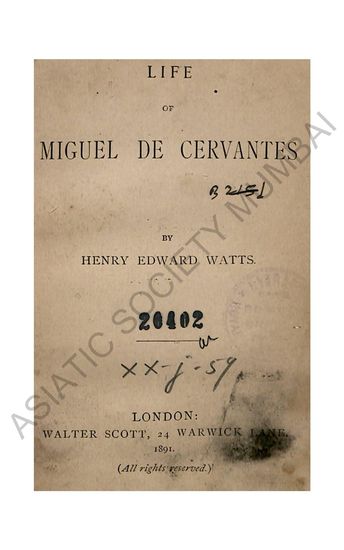 LIFE
OF
MIGUEL DE CERVANTES
BY
HENRY EDWARD WATTS.
20402
XX-j-59
LONDON:
WALTER SCOTT, 24 WARWICK LANE.
1891.
(All rights reserved.)
ASIATIC SOCIETY MUMBAI